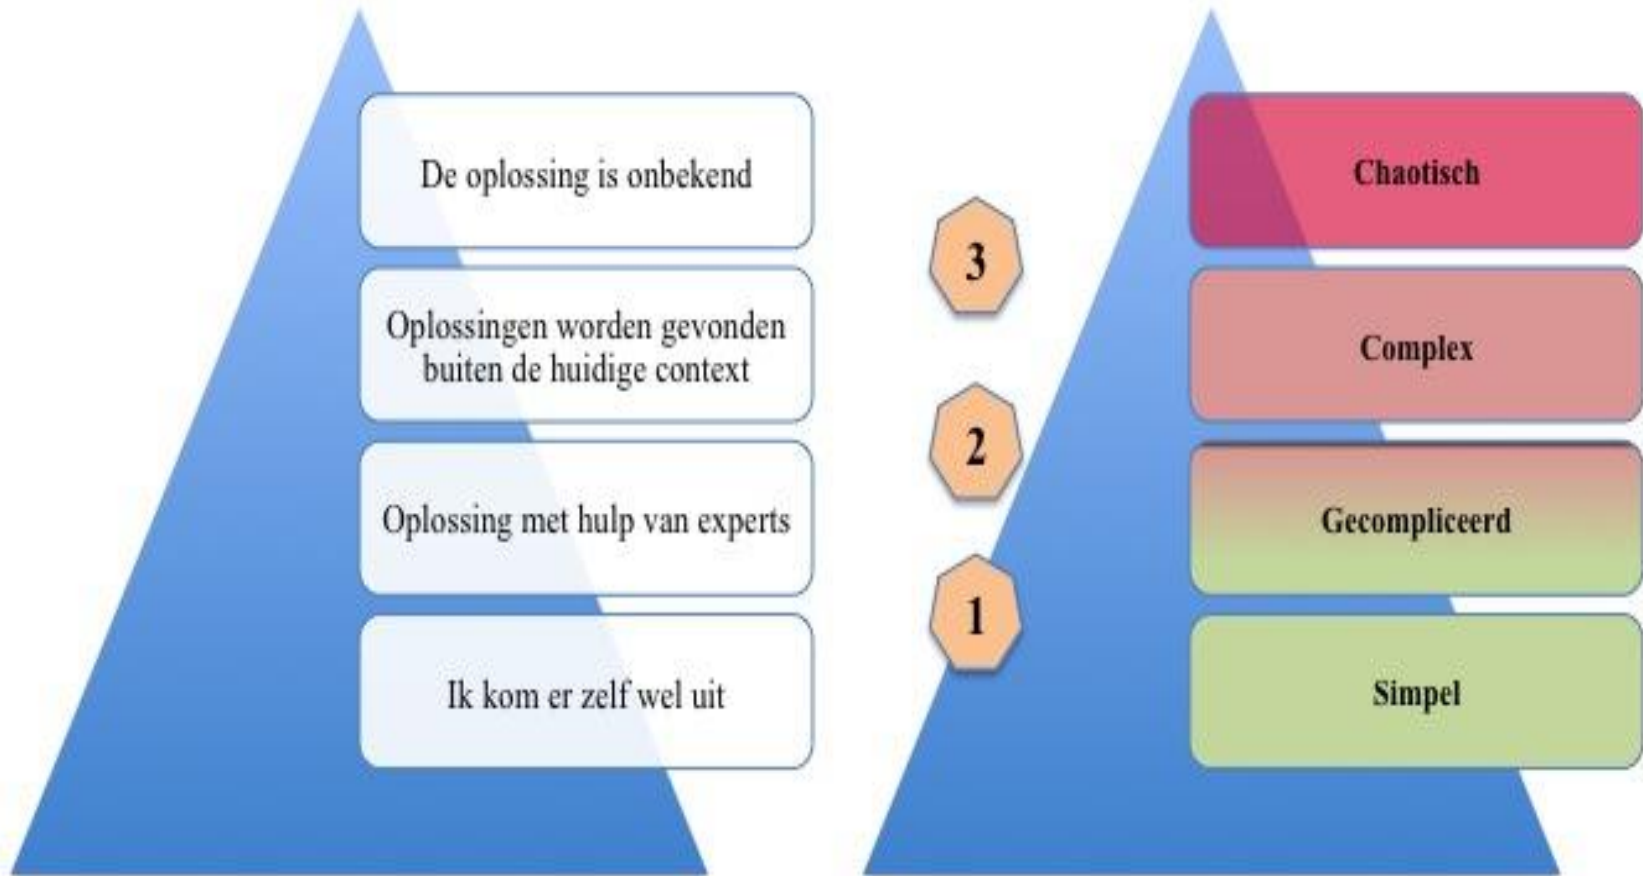 De oplossing is onbekend
Oplossingen worden gevonden
buiten de huidige context
Oplossing met hulp van experts
Ik kom er zelf wel uit
3
2
1
Chaotisch
Complex
Gecompliceerd
Simpel